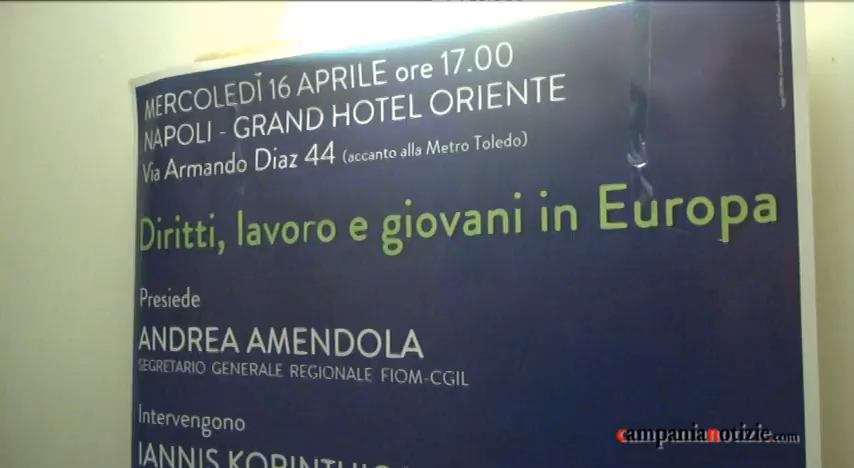 MERCOLEDÌ 16 APRILE ore 17.00
NAPOLI - GRAND HOTEL ORIENTE
Via Armando Diaz 44 (accanto alla Metro Toledo)
Diritti, lavoro e giovani in Europa
Presiede
ANDREA AMENDOLA
SEGRETARIO GENERALE REGIONALE FIOM-CGIL
Intervengono
IANNIS
campanianotizie.com